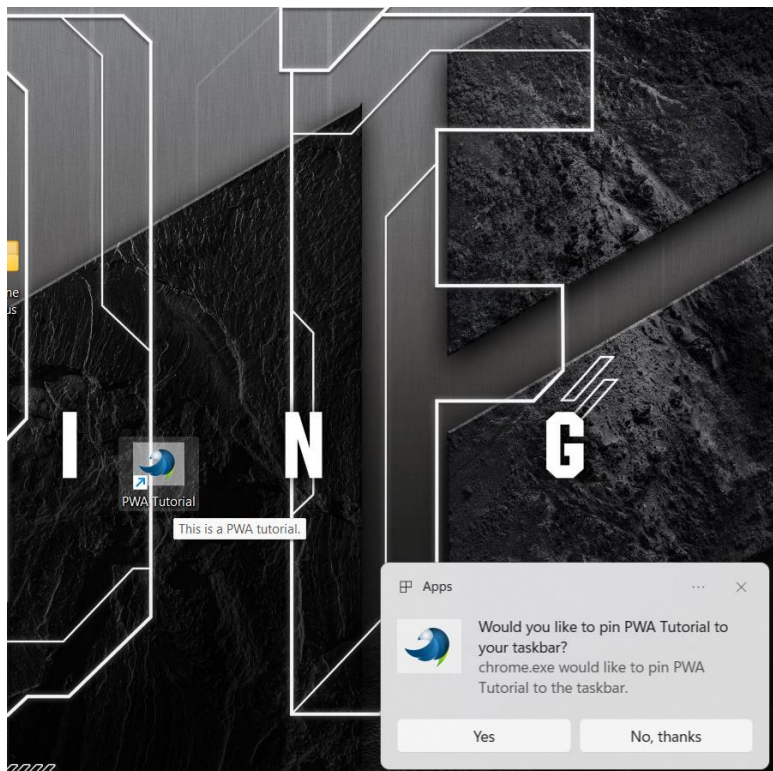 I N G
PWA Tutorial
This is a PWA tutorial.
Apps
Would you like to pin PWA Tutorial to
your taskbar?
chrome.exe would like to pin PWA
Tutorial to the taskbar.
Yes
No, thanks